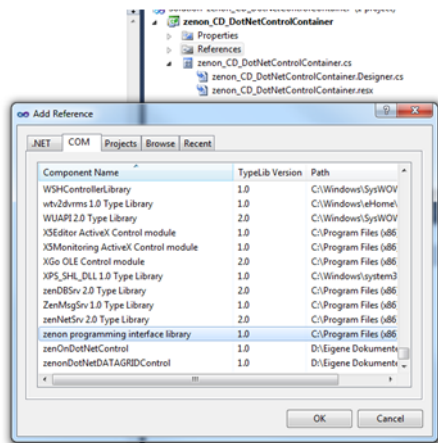 zenon_CD_DotNetControlContainer
Properties
References
zenon_CD_DotNetControlContainer.cs
zenon_CD_DotNetControlContainer.Designer.cs
zenon_CD_DotNetControlContainer.resx
Add Reference
.NET COM Projects Browse Recent
Component Name TypeLib Version Path
WSHControllerLibrary 1.0 C:\Windows\SysWOW
wtv2dvrms 1.0 Type Library 1.0 C:\Windows\eHome\
WUAPI 2.0 Type Library 2.0 C:\Windows\SysWOW
X5Editor ActiveX Control module 1.0 C:\Program Files (x86
X5Monitoring ActiveX Control module 1.0 C:\Program Files (x86
XGo OLE Control module 2.0 C:\Program Files (x86
XPS_SHL_DLL 1.0 Type Library 1.0 C:\Windows\system3
zenDBSrv 2.0 Type Library 2.0 C:\Program Files (x86
ZenMsgSrv 1.0 Type Library 1.0 C:\Program Files (x86
zenNetSrv 2.0 Type Library 2.0 C:\Program Files (x86
zenon programming interface library 1.0 C:\Program Files (x86
zenOnDotNetControl 1.0 D:\Eigene Dokumente
zenonDotNetDATAGRIDControl 1.0 D:\Eigene Dokumente
OK Cancel